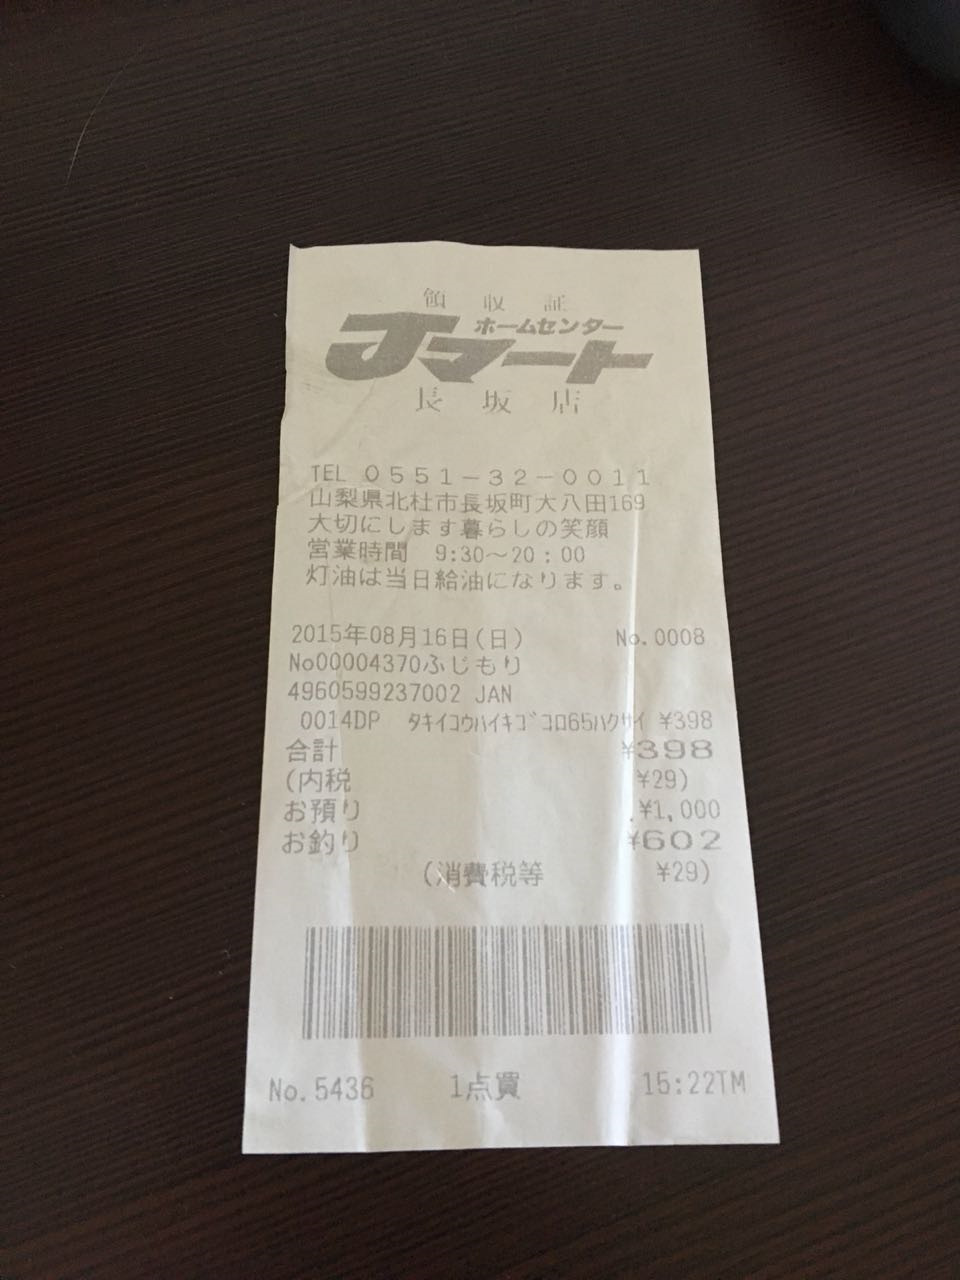 領収証
ホームセンター
Jマート
長坂店
TEL 0551-32-0011
山梨県北杜市長坂町大八田169
大切にします暮らしの笑顔
営業時間 9:30～20:00
灯油は当日給油になります。
2015年08月16日(日) No.0008
No00004370ふじもり
4960599237002 JAN
0014DP ﾀｷｲｺｳﾊｲｷｺﾞｺﾛ65ﾊｸｻｲ ¥398
合計 ¥398
(内税 ¥29)
お預り ¥1,000
お釣り ¥602
(消費税等 ¥29)
No.5436 1点買 15:22TM